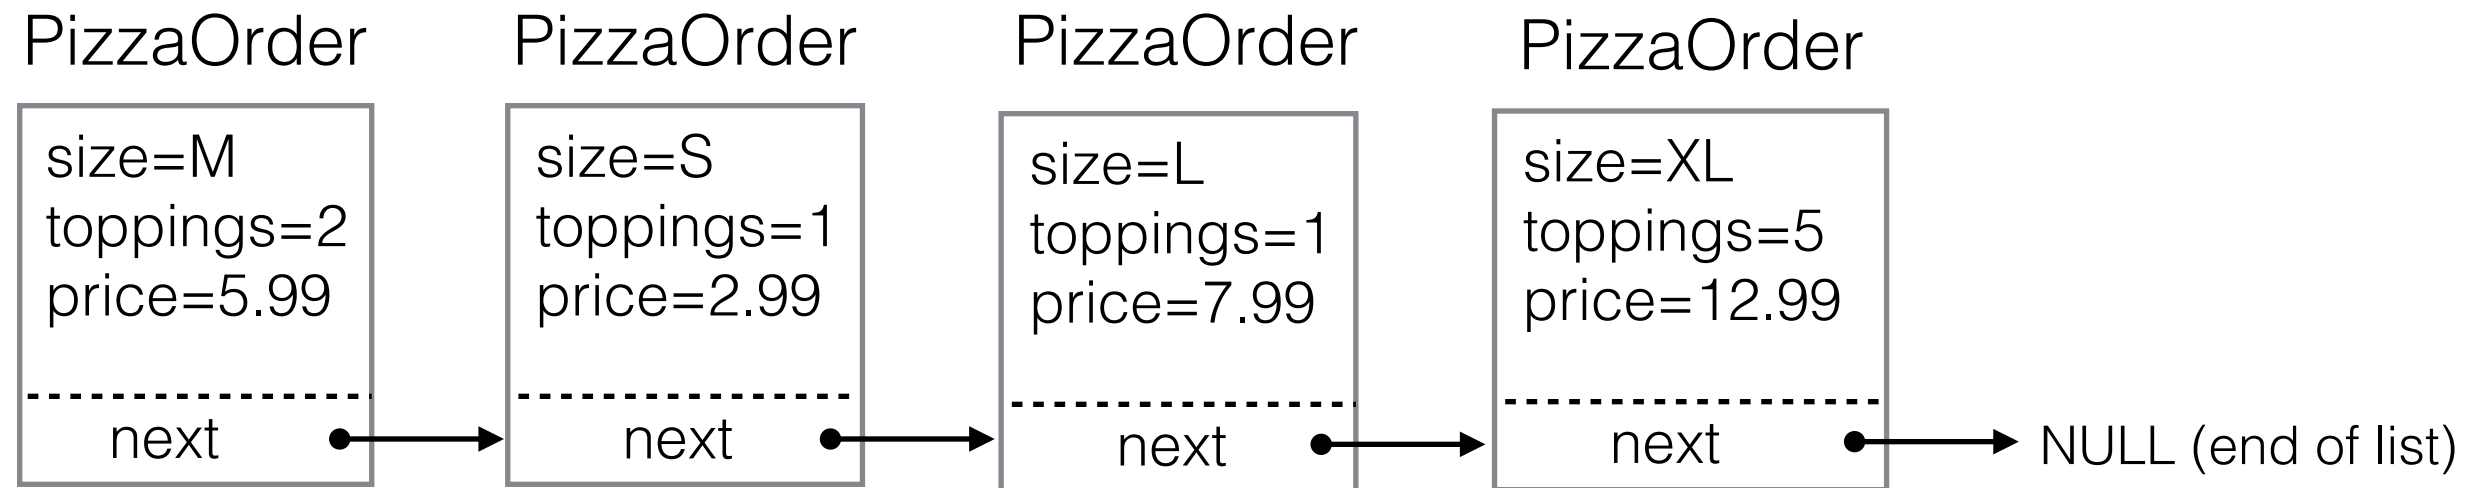 PizzaOrder
size=M
toppings=2
price=5.99
next
PizzaOrder
size=S
toppings=1
price=2.99
next
PizzaOrder
size=L
toppings=1
price=7.99
next
PizzaOrder
size=XL
toppings=5
price=12.99
next
NULL (end of list)